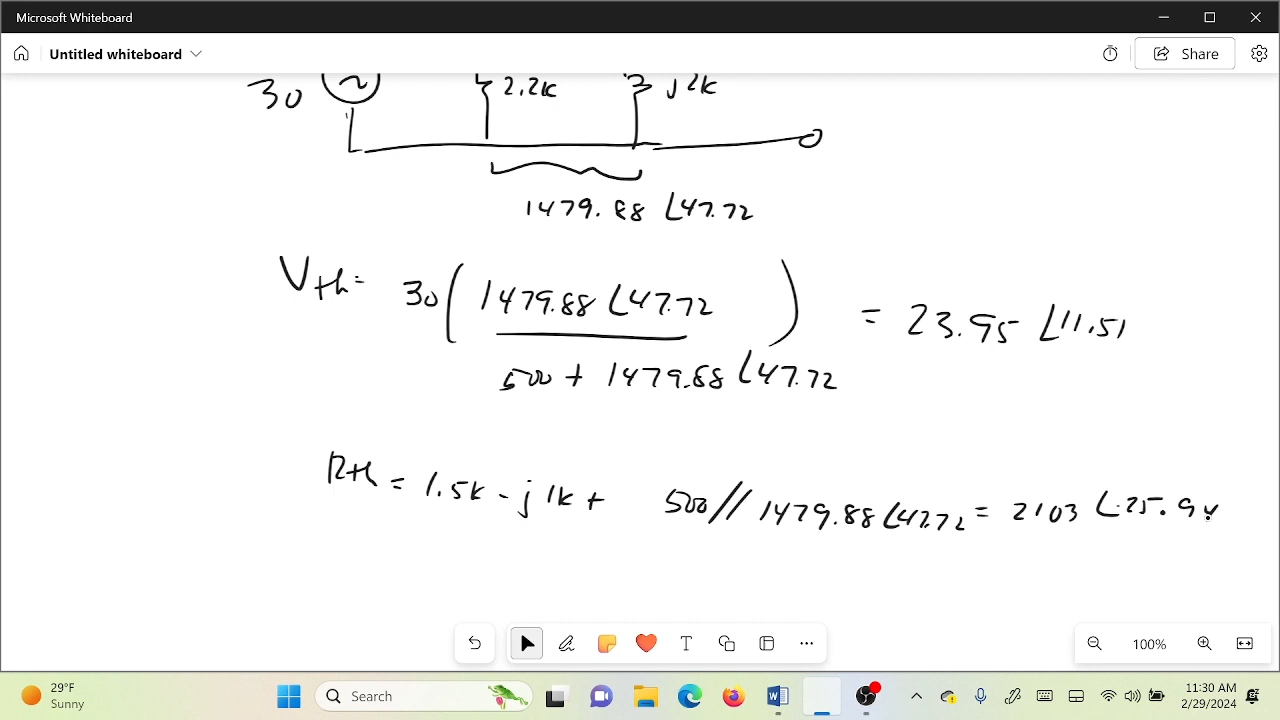 Microsoft Whiteboard
Untitled whiteboard
Share
30
2.2k
j2k
1479.88 ∠47.72
Vth = 30 ( 1479.88 ∠47.72 ) = 23.95 ∠11.51
500 + 1479.88 ∠47.72
Rth = 1.5k - j1k + 500 // 1479.88 ∠47.72 = 2103 ∠-25.94
T
100%
29°F
Sunny
Search
11:30 AM
2/29/2024